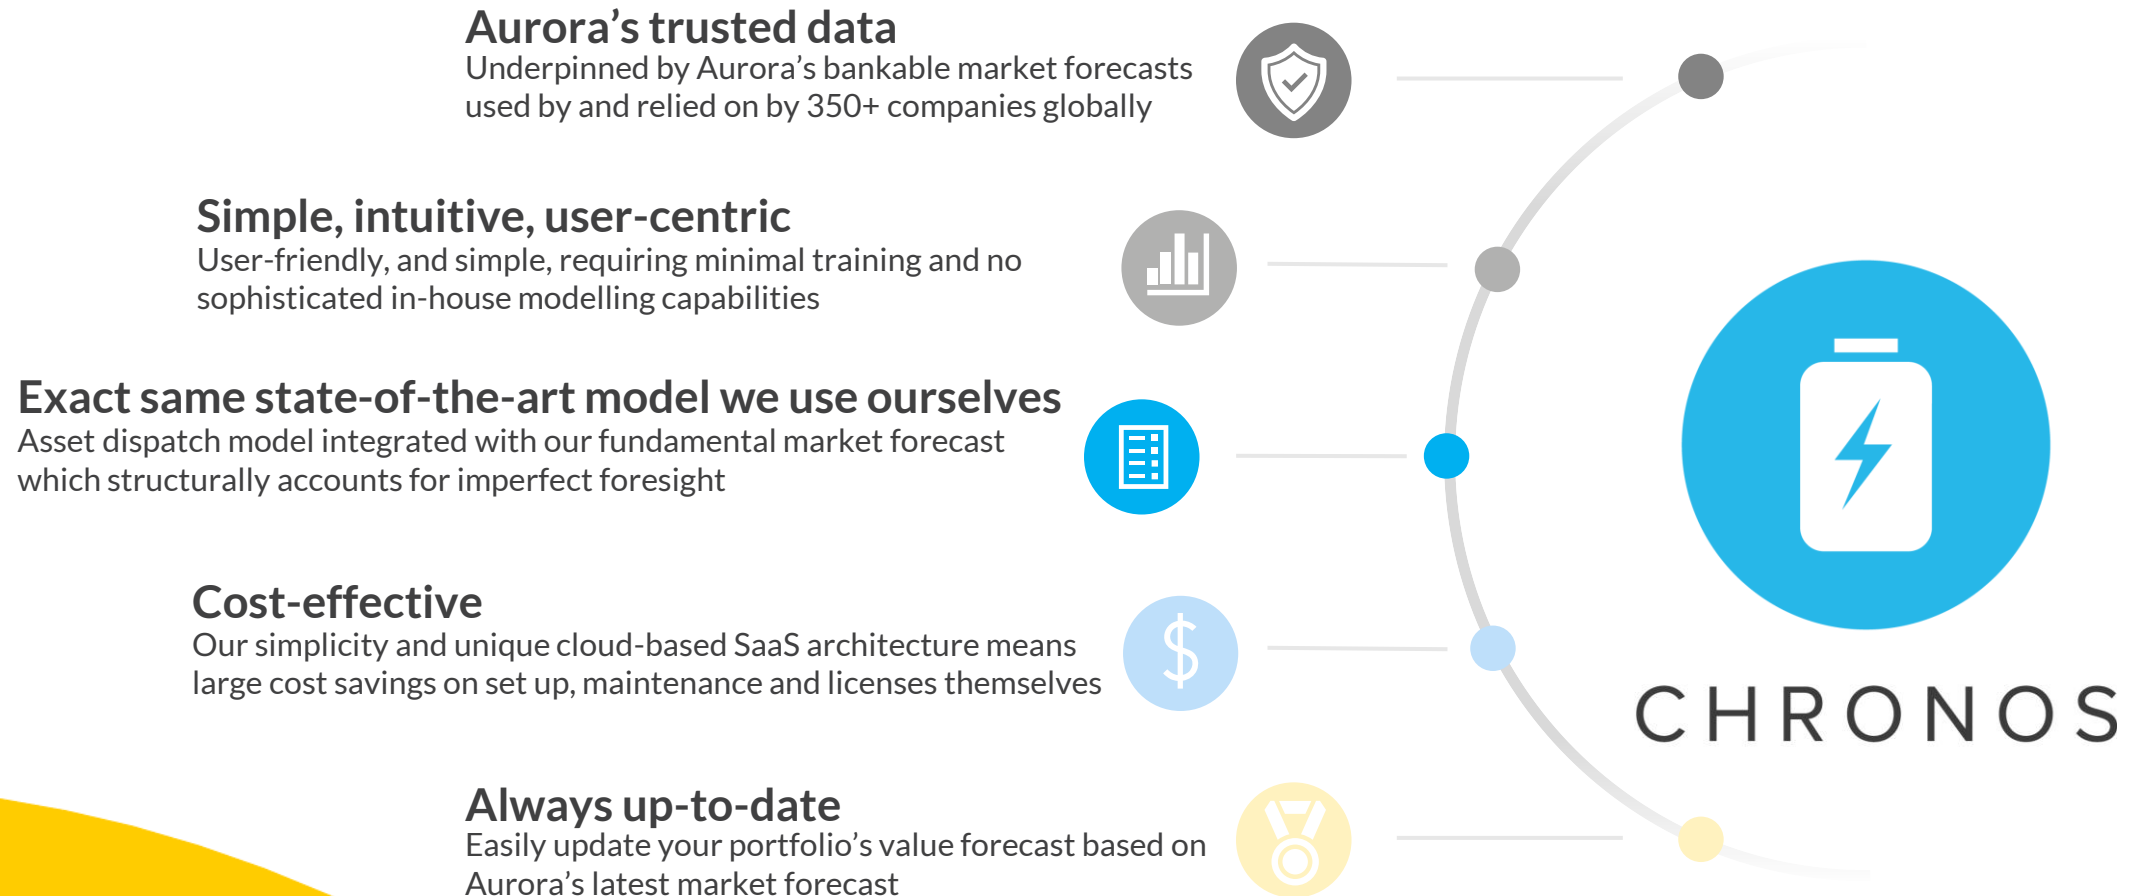 Aurora’s trusted data
Underpinned by Aurora’s bankable market forecasts
used by and relied on by 350+ companies globally
Simple, intuitive, user-centric
User-friendly, and simple, requiring minimal training and no
sophisticated in-house modelling capabilities
Exact same state-of-the-art model we use ourselves
Asset dispatch model integrated with our fundamental market forecast
which structurally accounts for imperfect foresight
Cost-effective
Our simplicity and unique cloud-based SaaS architecture means
large cost savings on set up, maintenance and licenses themselves
Always up-to-date
Easily update your portfolio’s value forecast based on
Aurora’s latest market forecast
$
CHRONOS